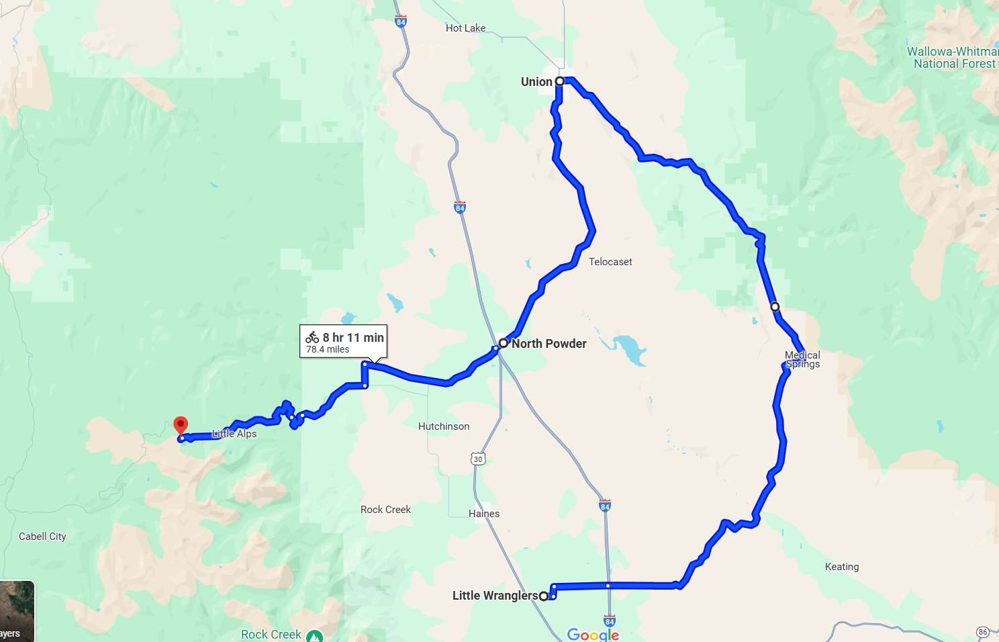 84
Hot Lake
Wallowa-Whitman
National Forest
Union
84
Telocaset
8 hr 11 min
78.4 miles
North Powder
Medical
Springs
Hutchinson
Little Alps
30
84
Rock Creek
Haines
Cabell City
Keating
Little Wranglers
84
Rock Creek
Google
86
ayers